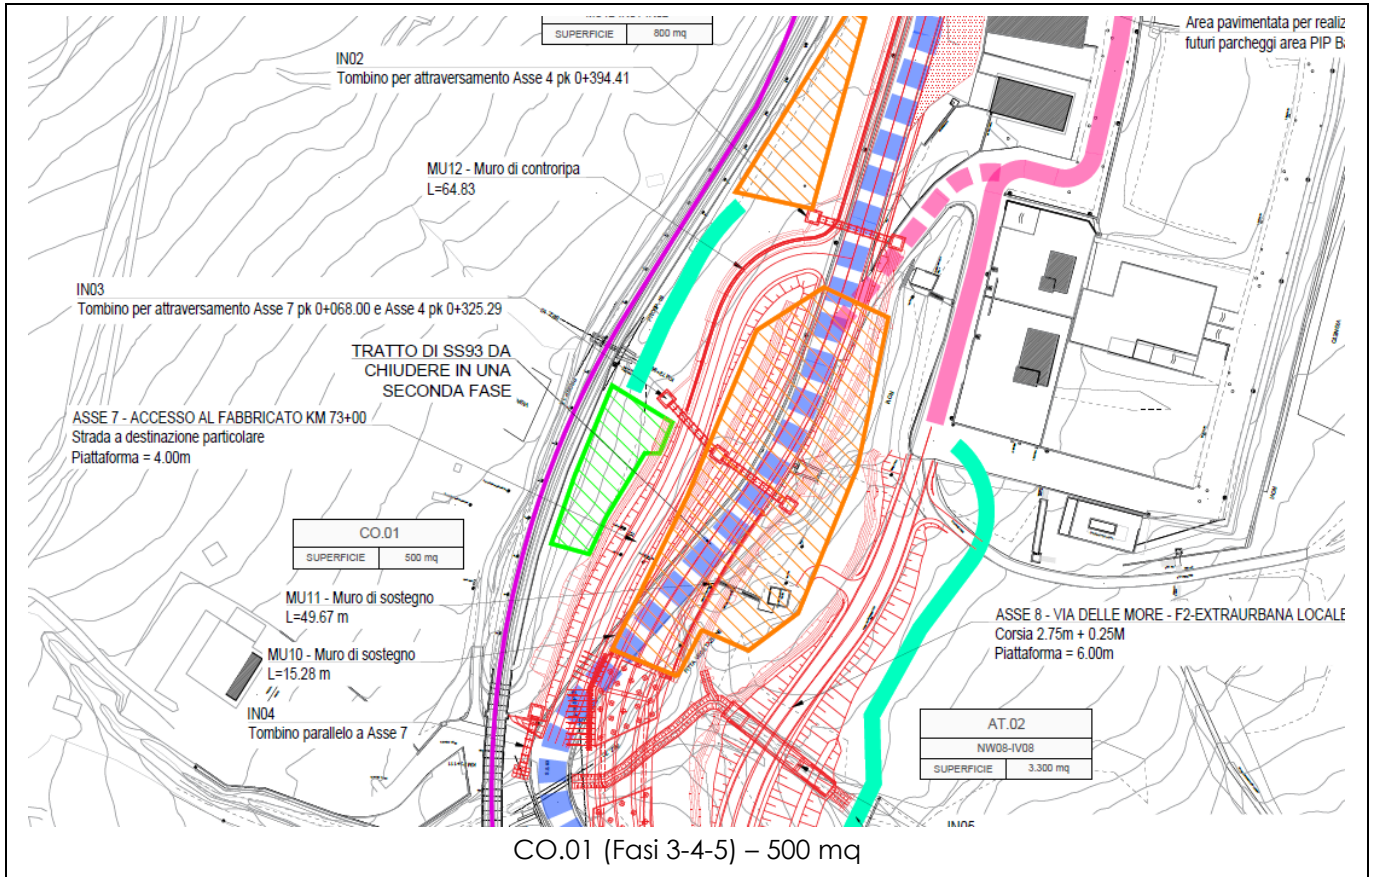 SUPERFICIE 800 mq
Area pavimentata per realiz
futuri parcheggi area PIP B
IN02
Tombino per attraversamento Asse 4 pk 0+394.41
MU12 - Muro di controripa
L=64.83
IN03
Tombino per attraversamento Asse 7 pk 0+068.00 e Asse 4 pk 0+325.29
TRATTO DI SS93 DA
CHIUDERE IN UNA
SECONDA FASE
ASSE 7 - ACCESSO AL FABBRICATO KM 73+00
Strada a destinazione particolare
Piattaforma = 4.00m
CO.01
SUPERFICIE 500 mq
MU11 - Muro di sostegno
L=49.67 m
MU10 - Muro di sostegno
L=15.28 m
IN04
Tombino parallelo a Asse 7
ASSE 8 - VIA DELLE MORE - F2-EXTRAURBANA LOCALE
Corsia 2.75m + 0.25M
Piattaforma = 6.00m
AT.02
NW08-IV08
SUPERFICIE 3.300 mq
IN05
CO.01 (Fasi 3-4-5) – 500 mq